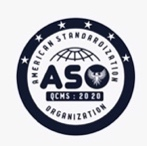 AMERICAN STANDARDIZATION
ASO
QCMS : 2020
ORGANIZATION